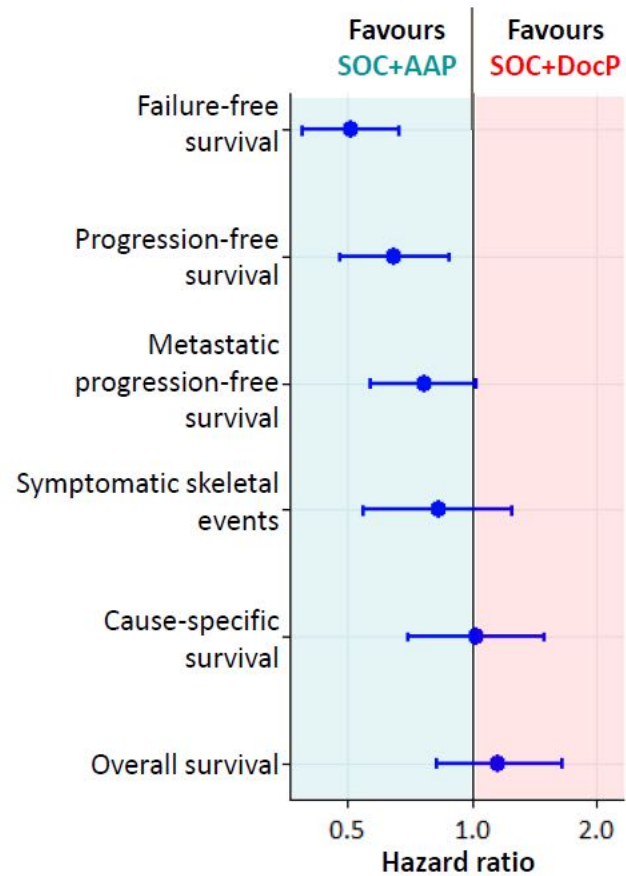 Favours
SOC+AAP
Favours
SOC+DocP
Failure-free
survival
Progression-free
survival
Metastatic
progression-free
survival
Symptomatic skeletal
events
Cause-specific
survival
Overall survival
0.5 1.0 2.0
Hazard ratio